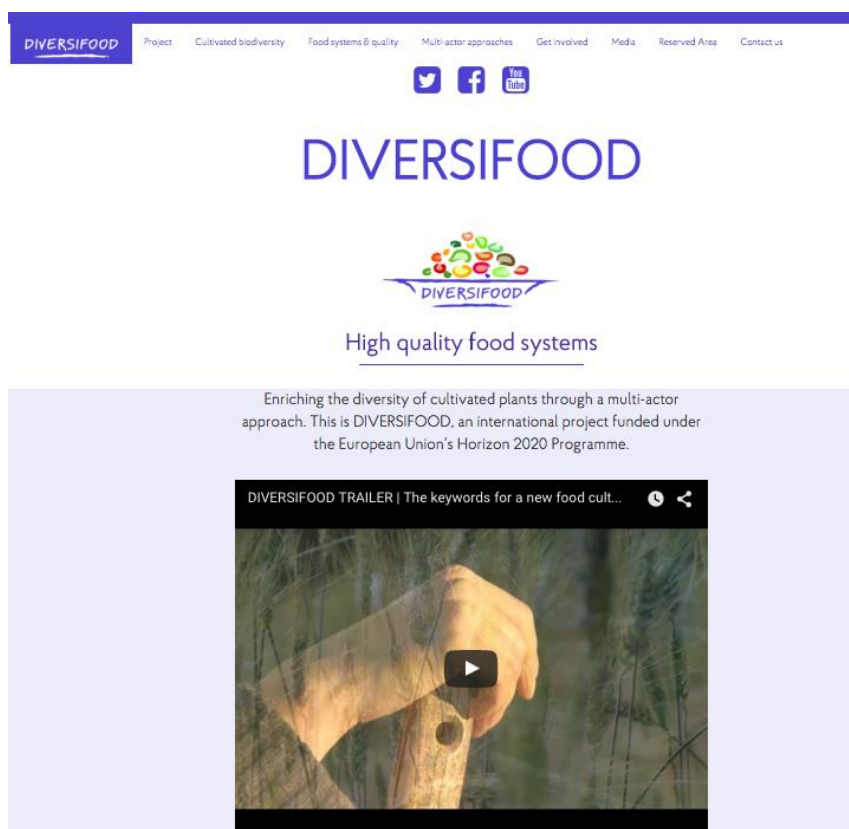 DIVERSIFOOD Project Cultivated biodiversity Food systems & quality Multi-actor approaches Get involved Media Reserved Area Contact us
You
Tube
DIVERSIFOOD
DIVERSIFOOD
High quality food systems
Enriching the diversity of cultivated plants through a multi-actor
approach. This is DIVERSIFOOD, an international project funded under
the European Union's Horizon 2020 Programme.
DIVERSIFOOD TRAILER | The keywords for a new food cult...